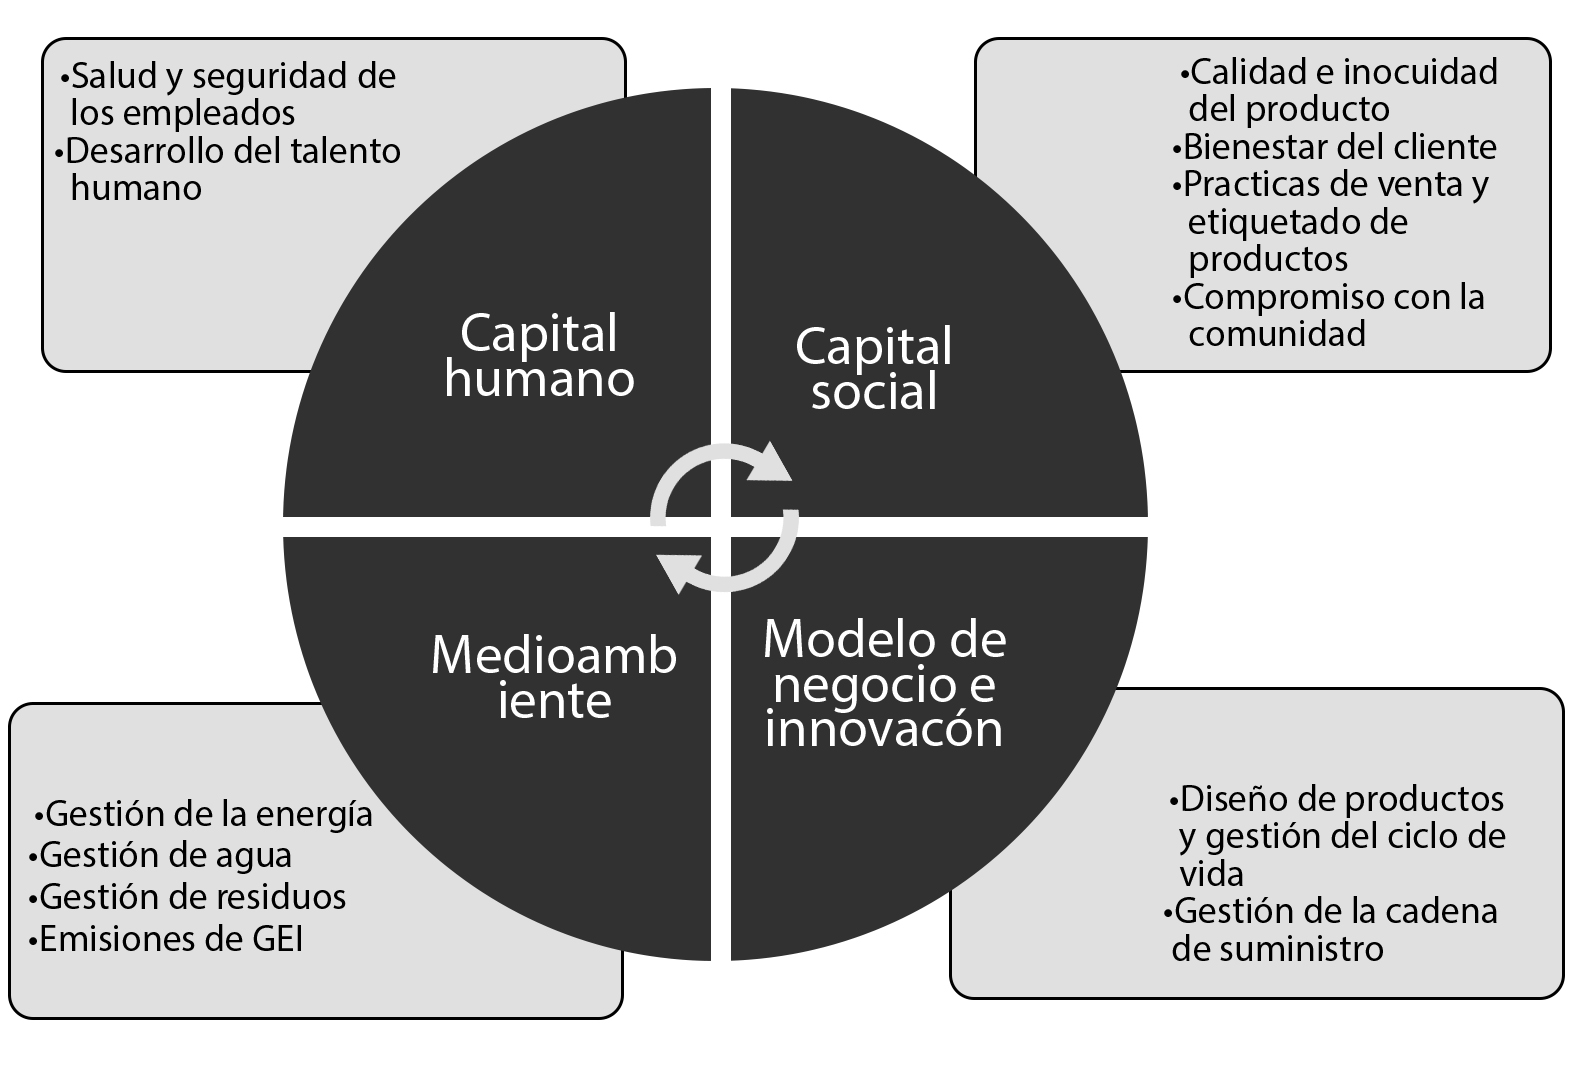 •Salud y seguridad de
los empleados
•Desarrollo del talento
humano
•Calidad e inocuidad
del producto
•Bienestar del cliente
•Practicas de venta y
etiquetado de
productos
•Compromiso con la
comunidad
Capital
humano
Capital
social
Medioamb
iente
Modelo de
negocio e
innovacón
•Gestión de la energía
•Gestión de agua
•Gestión de residuos
•Emisiones de GEI
•Diseño de productos
y gestión del ciclo de
vida
•Gestión de la cadena
de suministro